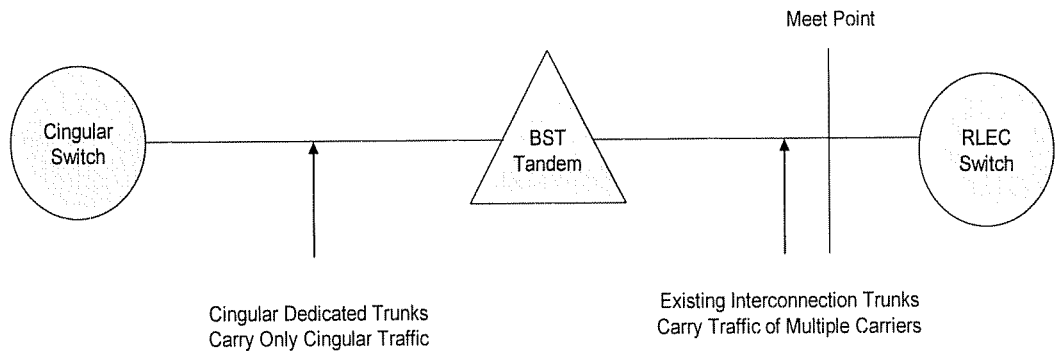 Meet Point
Cingular
Switch
BST
Tandem
RLEC
Switch
Cingular Dedicated Trunks
Carry Only Cingular Traffic
Existing Interconnection Trunks
Carry Traffic of Multiple Carriers